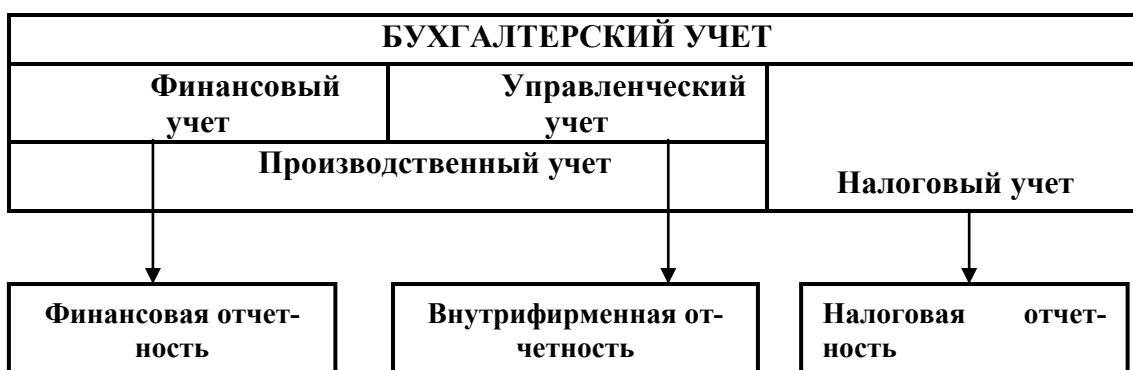 БУХГАЛТЕРСКИЙ УЧЕТ
Финансовый
учет
Управленческий
учет
Производственный учет
Налоговый учет
Финансовая отчет-
ность
Внутрифирменная от-
четность
Налоговая отчет-
ность